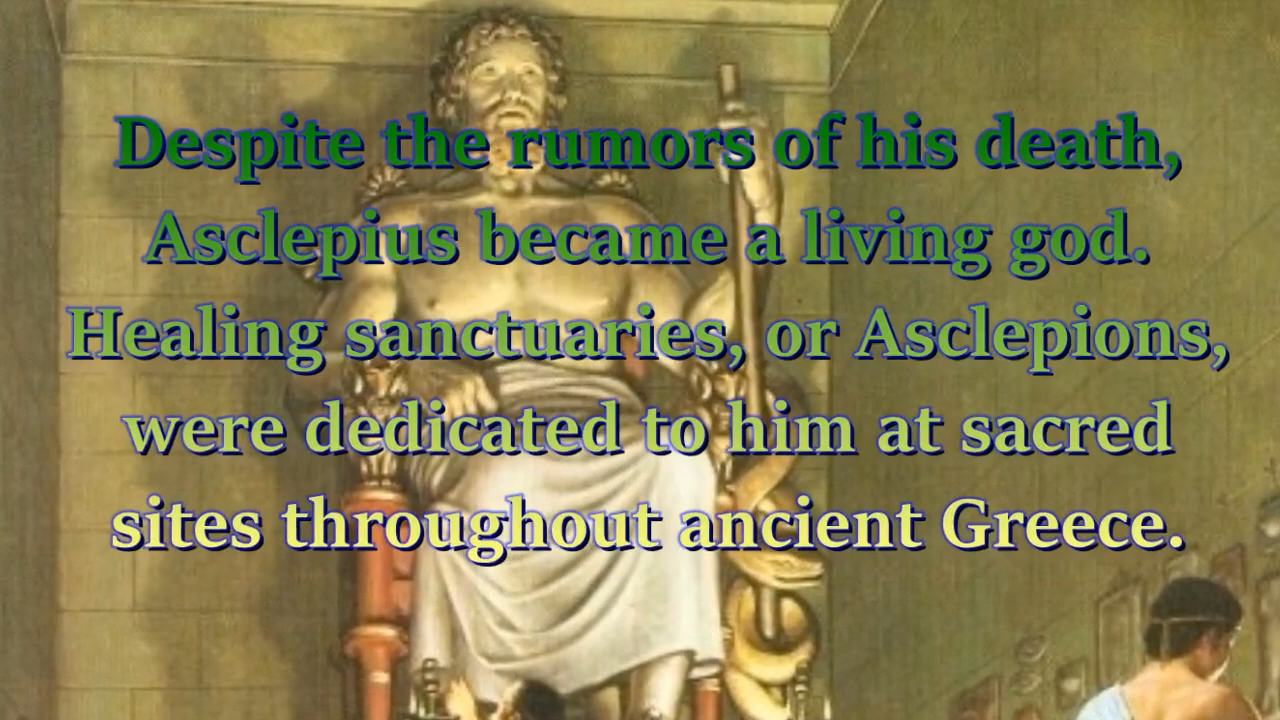 Despite the rumors of his death,
Asclepius became a living god.
Healing sanctuaries, or Asclepions,
were dedicated to him at sacred
sites throughout ancient Greece.